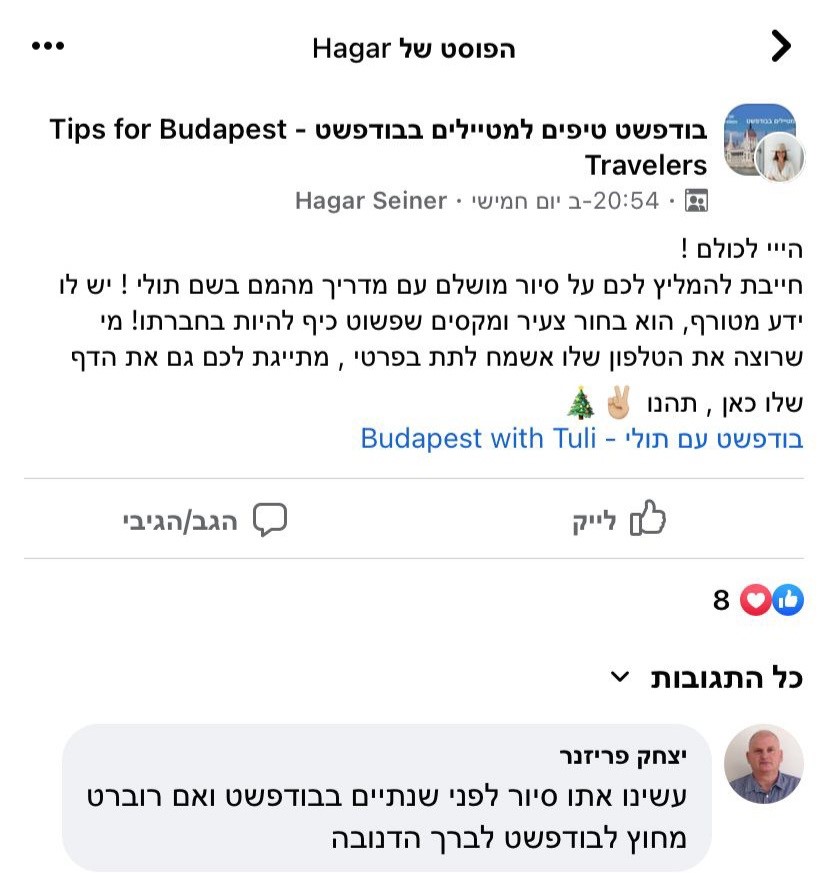 הפוסט של Hagar
בודפשט טיפים למטיילים בבודפשט - Tips for Budapest
Travelers
Hagar Seiner · ב יום חמישי-20:54 ·
הייי לכולם !
חייבת להמליץ לכם על סיור מושלם עם מדריך מהמם בשם תולי ! יש לו
ידע מטורף, הוא בחור צעיר ומקסים שפשוט כיף להיות בחברתו! מי
שרוצה את הטלפון שלו אשמח לתת בפרטי , מתייגת לכם גם את הדף
שלו כאן , תהנו ✌🏼🎄
בודפשט עם תולי - Budapest with Tuli
לייק
הגב/הגיבי
8
כל התגובות
יצחק פריזנר
עשינו אתו סיור לפני שנתיים בבודפשט ואם רוברט
מחוץ לבודפשט לברך הדנובה